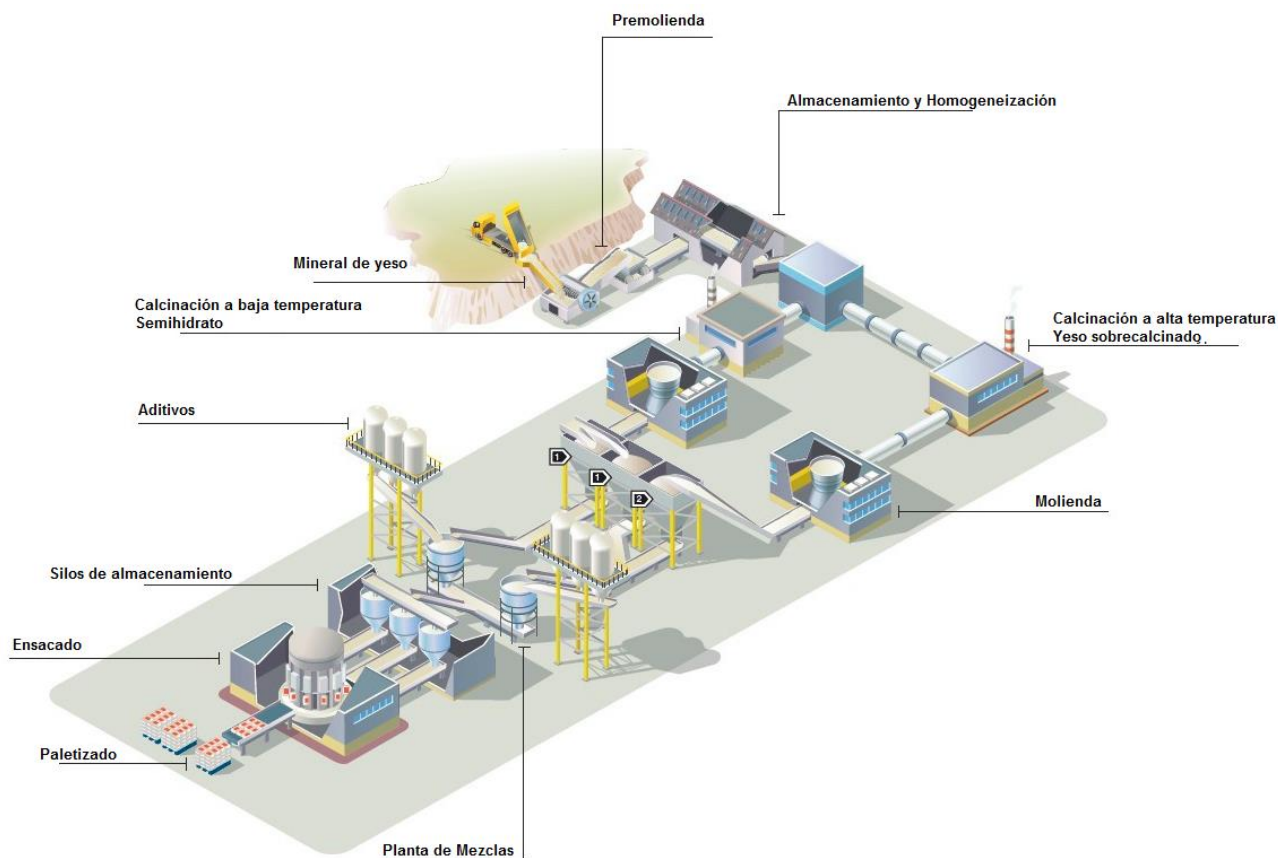 Premolienda
Almacenamiento y Homogeneización
Mineral de yeso
Calcinación a baja temperatura
Semihidrato
Calcinación a alta temperatura
Yeso sobrecalcinado.
Aditivos
1
1
2
Molienda
Silos de almacenamiento
Ensacado
Paletizado
Planta de Mezclas